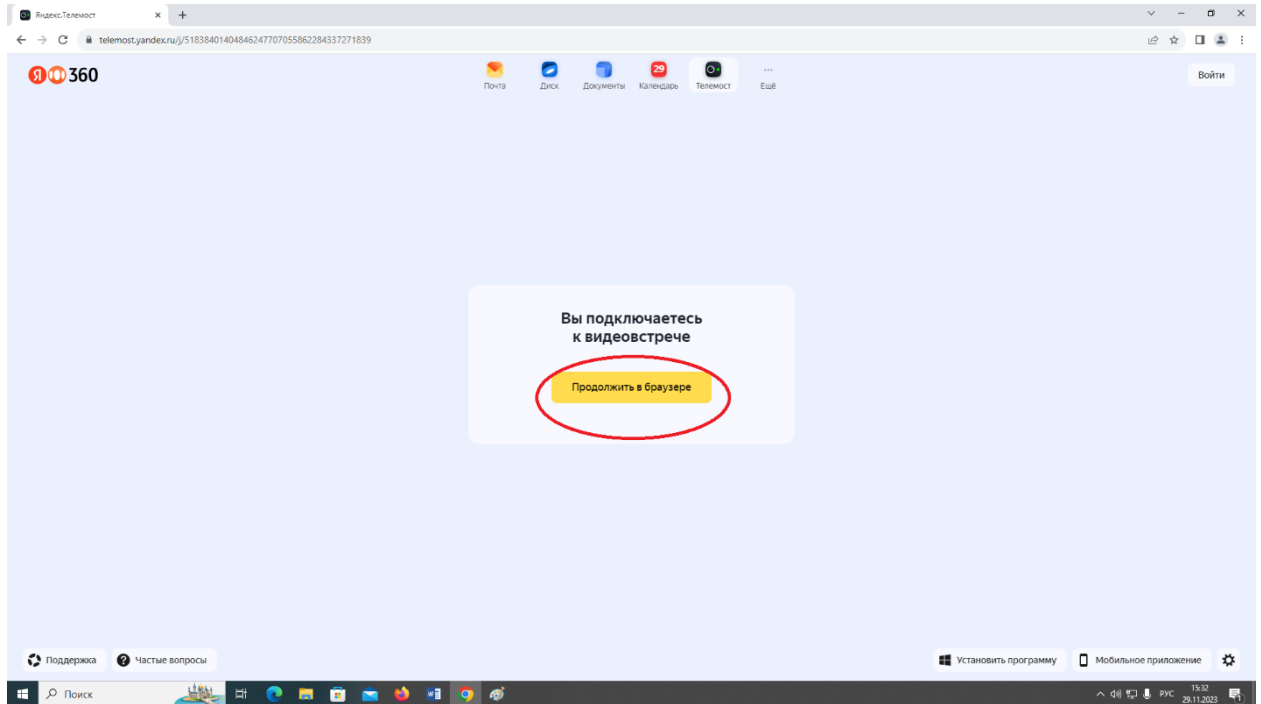 Яндекс.Телемост
telemost.yandex.ru/j/51838401404846247707055862284337271839
Я 360
29
Почта Диск Документы Календарь Телемост Ещё
Войти
Вы подключаетесь
к видеовстрече
Продолжить в браузере
Поддержка
Частые вопросы
Установить программу
Мобильное приложение
Поиск
РУС
15:32
29.11.2023